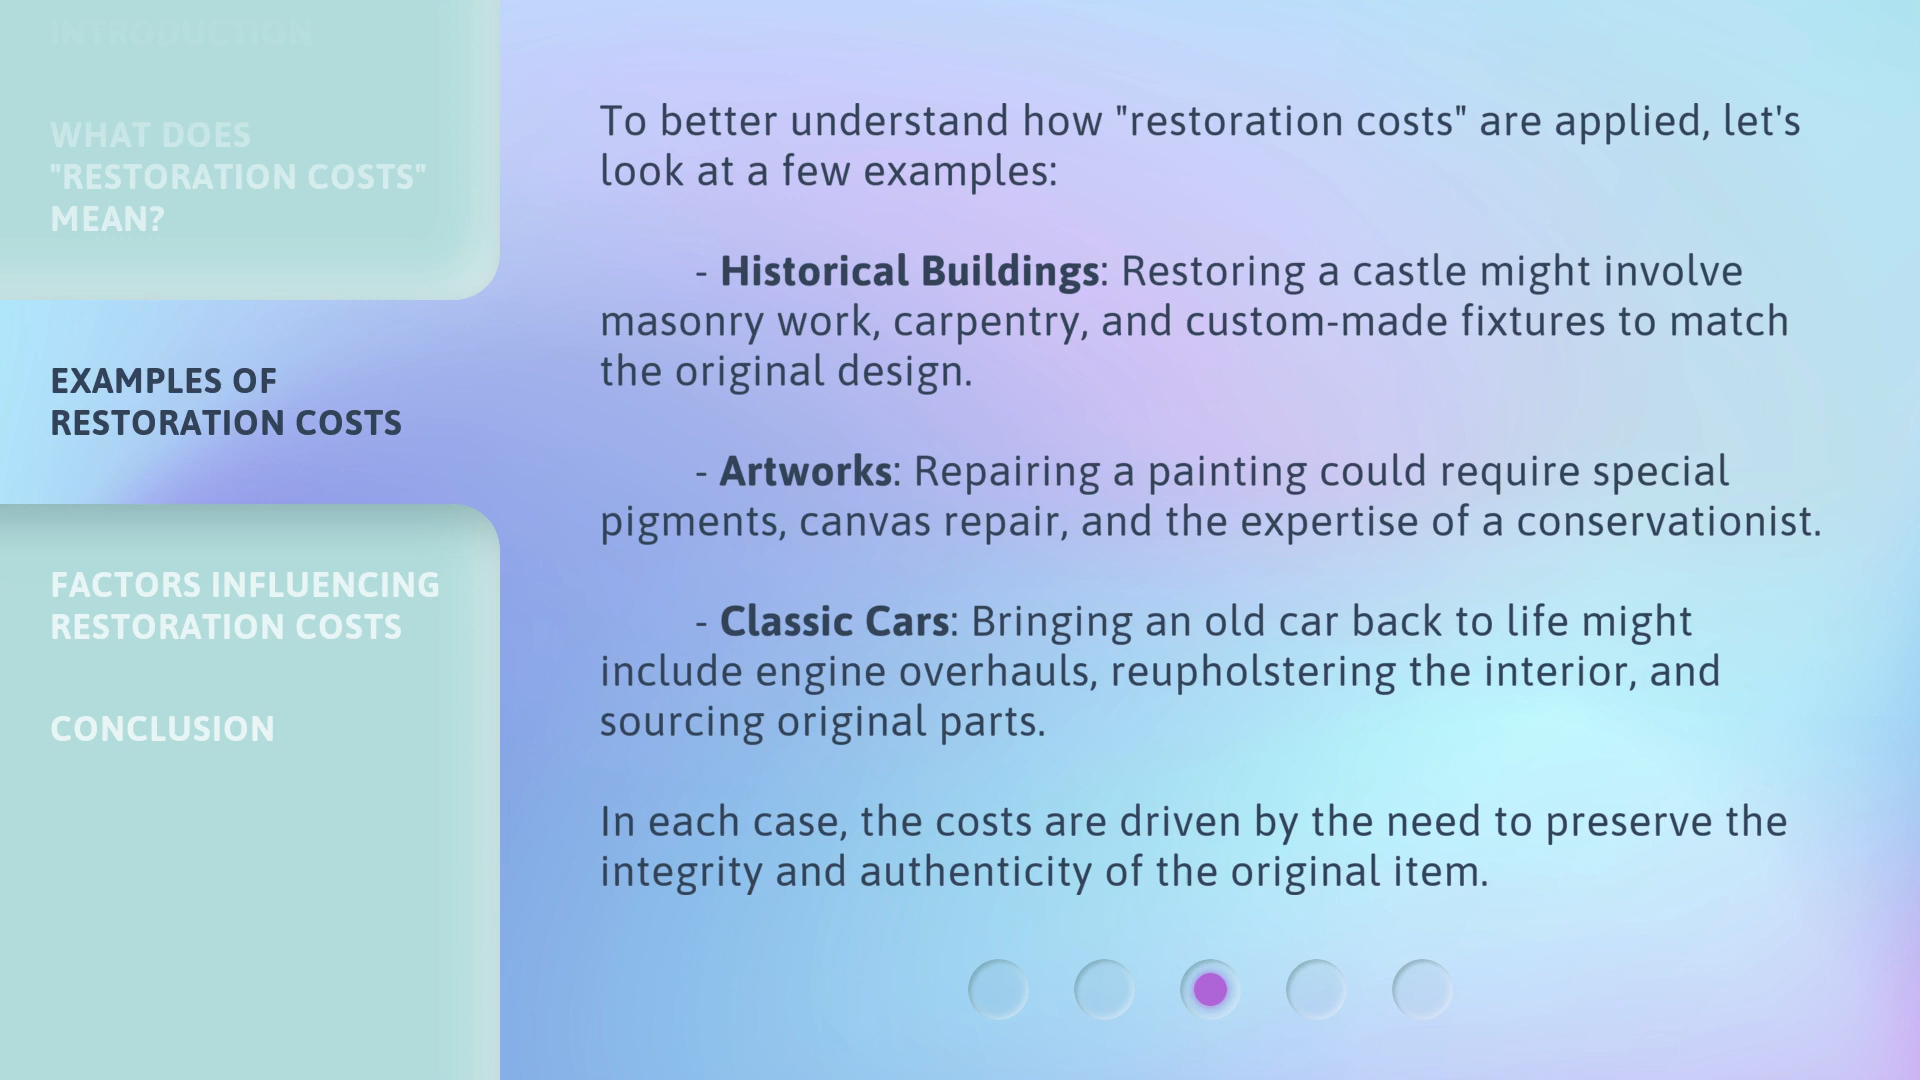 INTRODUCTION
WHAT DOES
"RESTORATION COSTS"
MEAN?
EXAMPLES OF
RESTORATION COSTS
FACTORS INFLUENCING
RESTORATION COSTS
CONCLUSION
To better understand how "restoration costs" are applied, let's
look at a few examples:
- Historical Buildings: Restoring a castle might involve
masonry work, carpentry, and custom-made fixtures to match
the original design.
- Artworks: Repairing a painting could require special
pigments, canvas repair, and the expertise of a conservationist.
- Classic Cars: Bringing an old car back to life might
include engine overhauls, reupholstering the interior, and
sourcing original parts.
In each case, the costs are driven by the need to preserve the
integrity and authenticity of the original item.